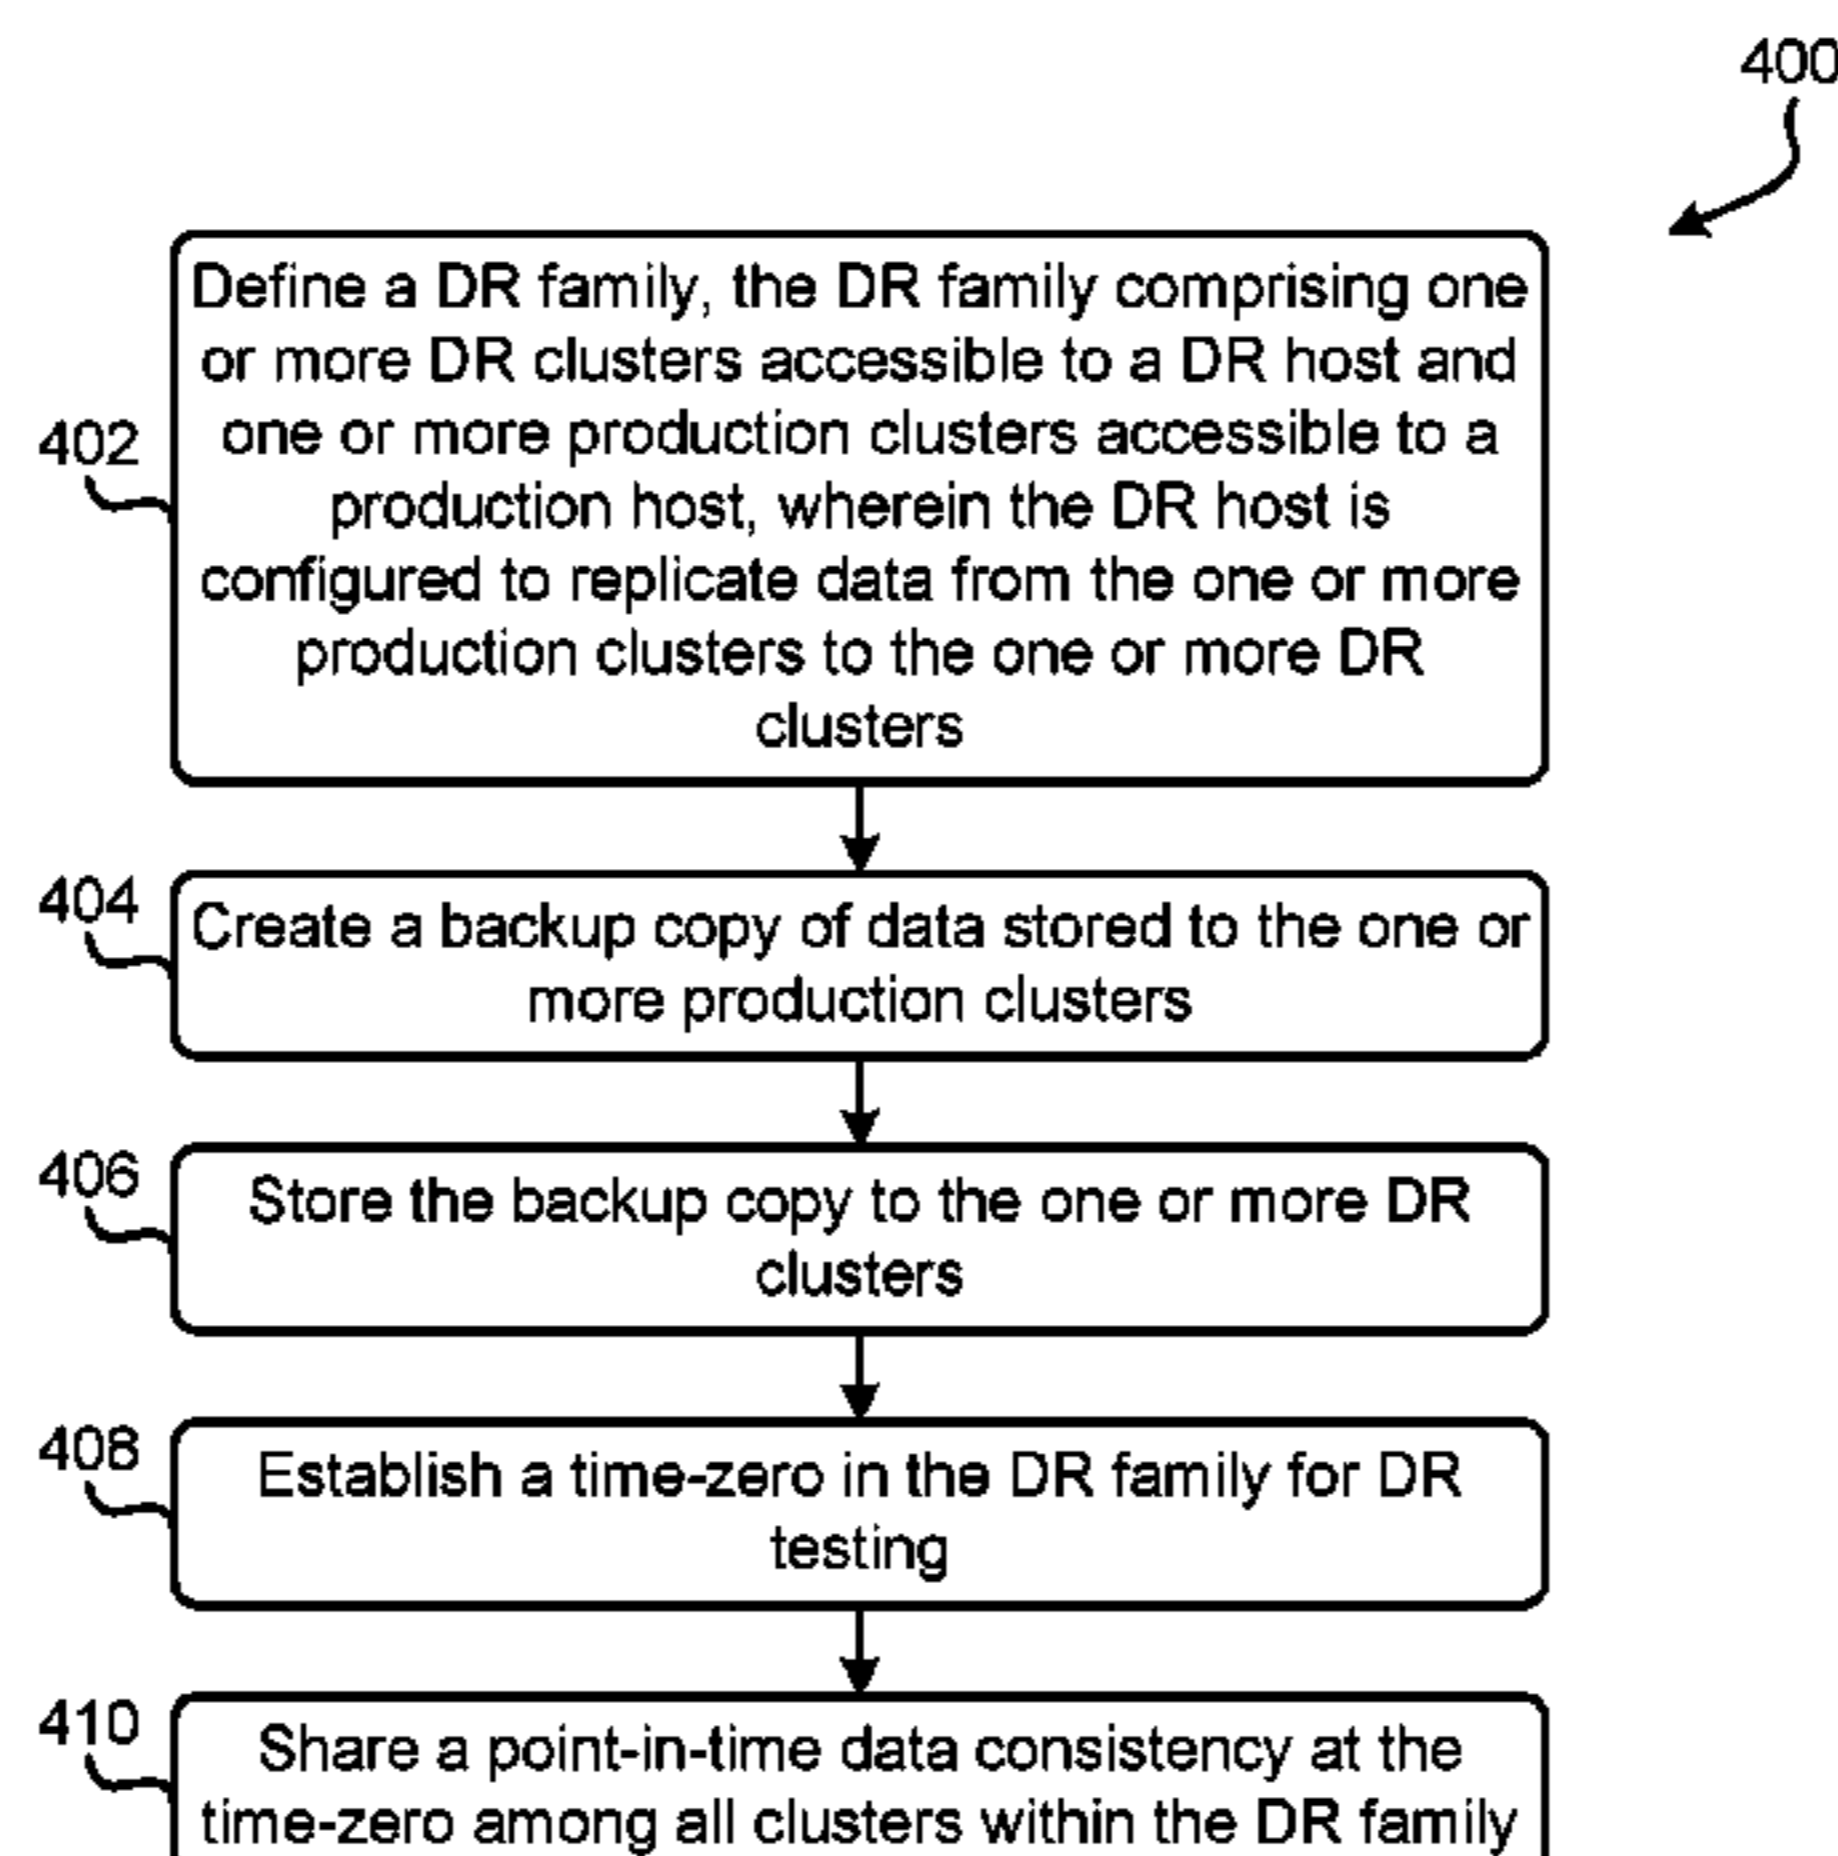 400
Define a DR family, the DR family comprising one
or more DR clusters accessible to a DR host and
402
one or more production clusters accessible to a
production host, wherein the DR host is
configured to replicate data from the one or more
production clusters to the one or more DR
clusters
404
Create a backup copy of data stored to the one or
more production clusters
406
Store the backup copy to the one or more DR
clusters
408
Establish a time-zero in the DR family for DR
testing
410
Share a point-in-time data consistency at the
time-zero among all clusters within the DR family